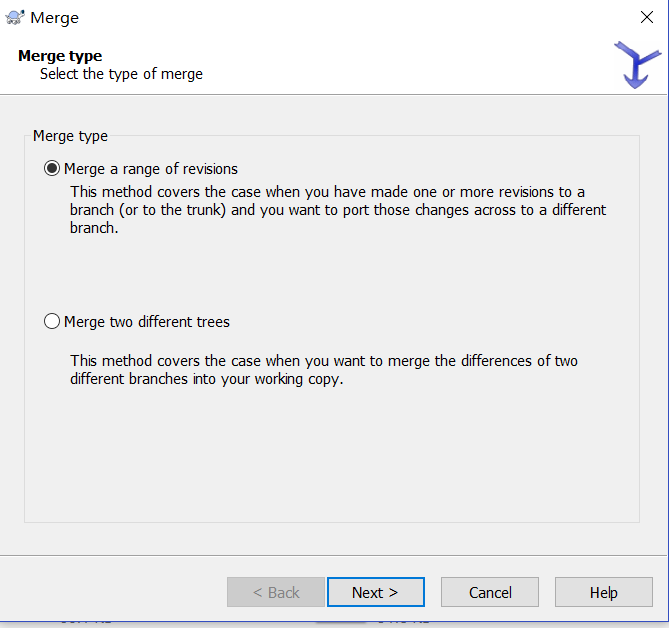 Merge
Merge type
Select the type of merge
Merge type
Merge a range of revisions
This method covers the case when you have made one or more revisions to a
branch (or to the trunk) and you want to port those changes across to a different
branch.
Merge two different trees
This method covers the case when you want to merge the differences of two
different branches into your working copy.
< Back
Next >
Cancel
Help